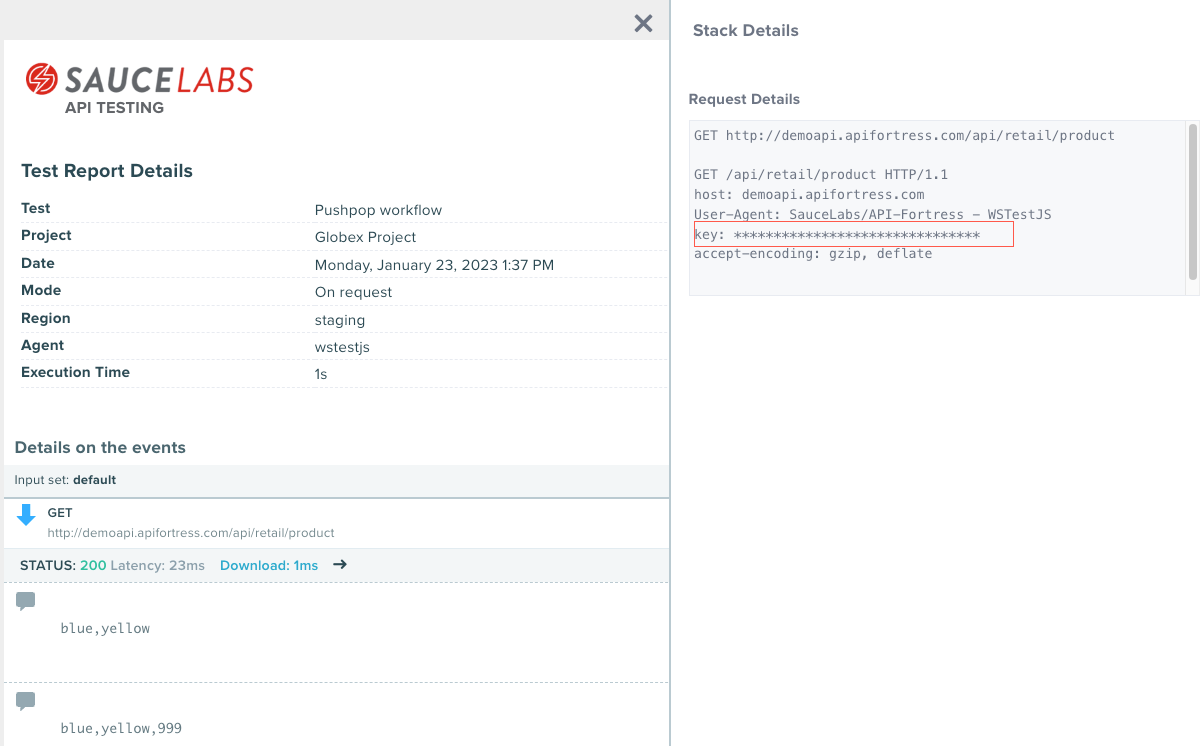 SAUCE LABS
API TESTING
Test Report Details
Test Pushpop workflow
Project Globex Project
Date Monday, January 23, 2023 1:37 PM
Mode On request
Region staging
Agent wstestjs
Execution Time 1s
Details on the events
Input set: default
GET
http://demoapi.apifortress.com/api/retail/product
STATUS: 200 Latency: 23ms Download: 1ms →
blue,yellow
blue,yellow,999
Stack Details
Request Details
GET http://demoapi.apifortress.com/api/retail/product
GET /api/retail/product HTTP/1.1
host: demoapi.apifortress.com
User-Agent: SauceLabs/API-Fortress - WSTestJS
key: *******************************
accept-encoding: gzip, deflate